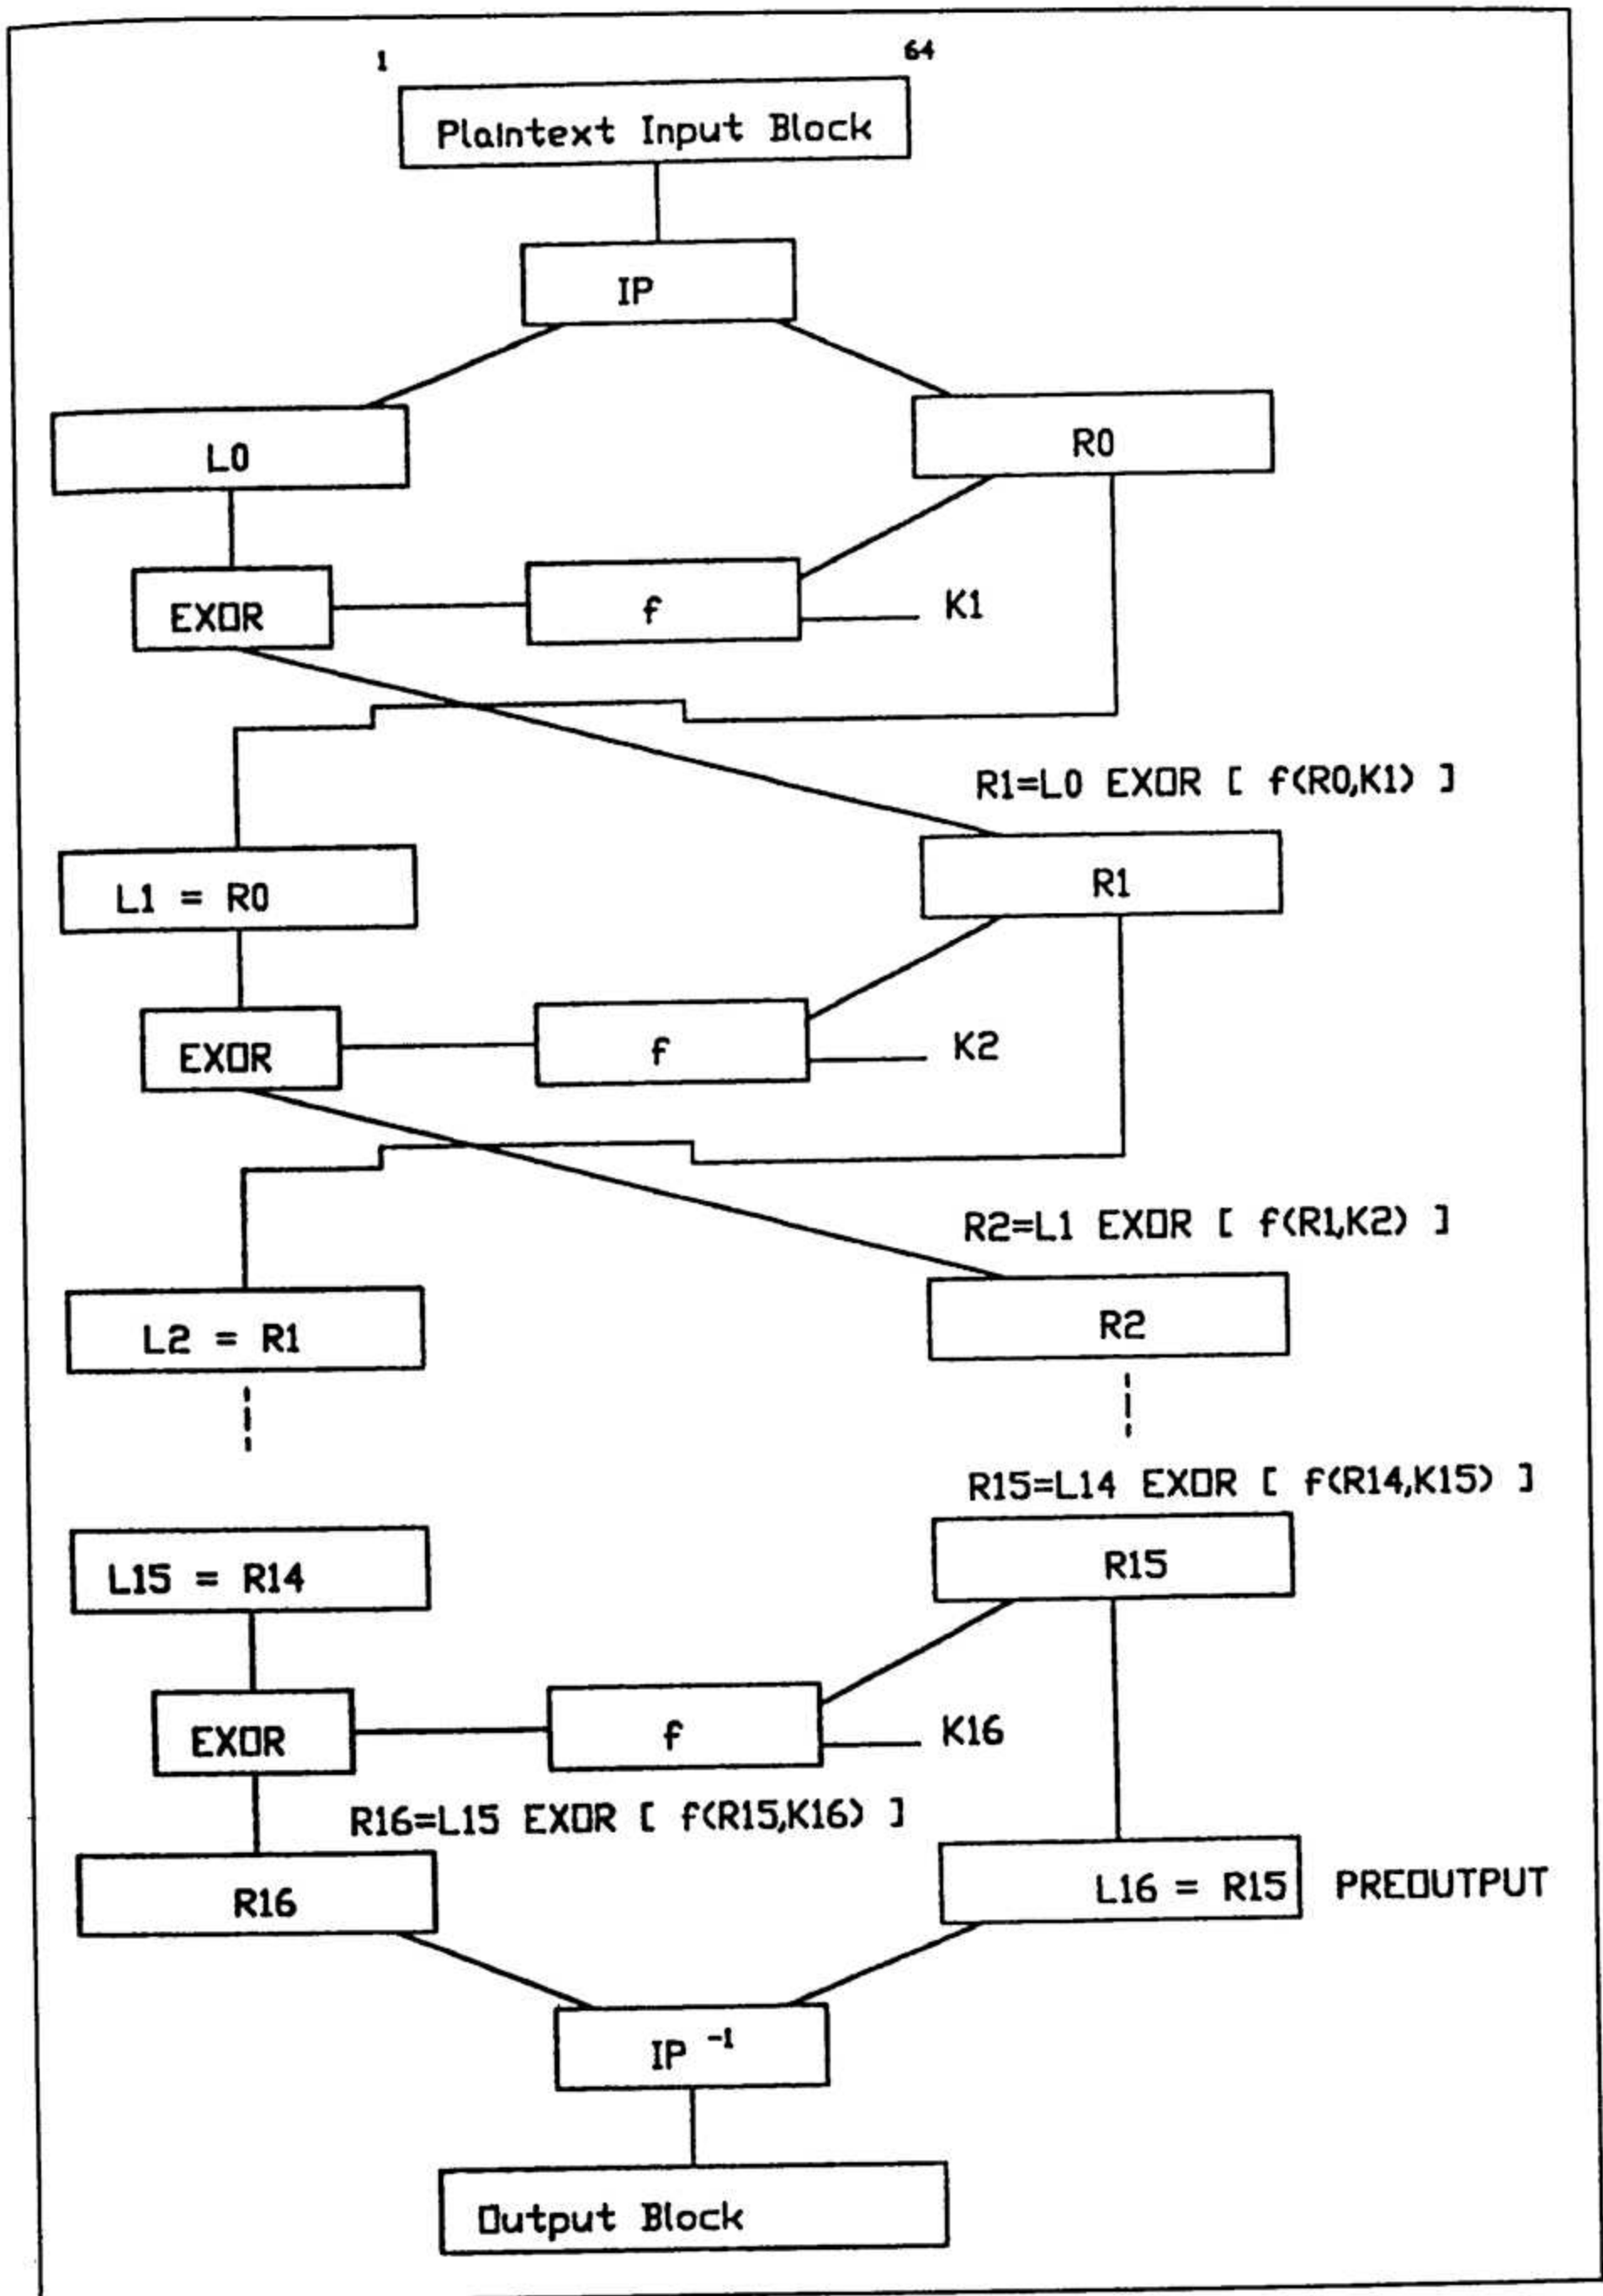 1 64
Plaintext Input Block
IP
L0 R0
EXOR f K1
R1=L0 EXOR [ f(R0,K1) ]
L1 = R0 R1
EXOR f K2
R2=L1 EXOR [ f(R1,K2) ]
L2 = R1 R2
R15=L14 EXOR [ f(R14,K15) ]
L15 = R14 R15
EXOR f K16
R16=L15 EXOR [ f(R15,K16) ]
R16 L16 = R15 PREOUTPUT
IP -1
Output Block